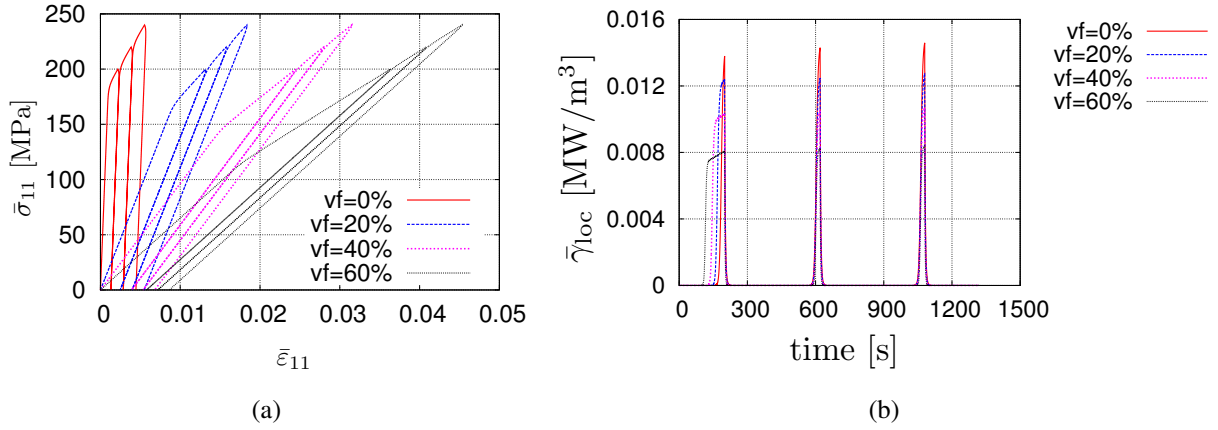 250
200
150
100
50
0
σ̄₁₁ [MPa]
vf=0%
vf=20%
vf=40%
vf=60%
0 0.01 0.02 0.03 0.04 0.05
ε̄₁₁
(a)
0.016
0.012
0.008
0.004
0
γ̄loc [MW/m³]
vf=0%
vf=20%
vf=40%
vf=60%
0 300 600 900 1200 1500
time [s]
(b)